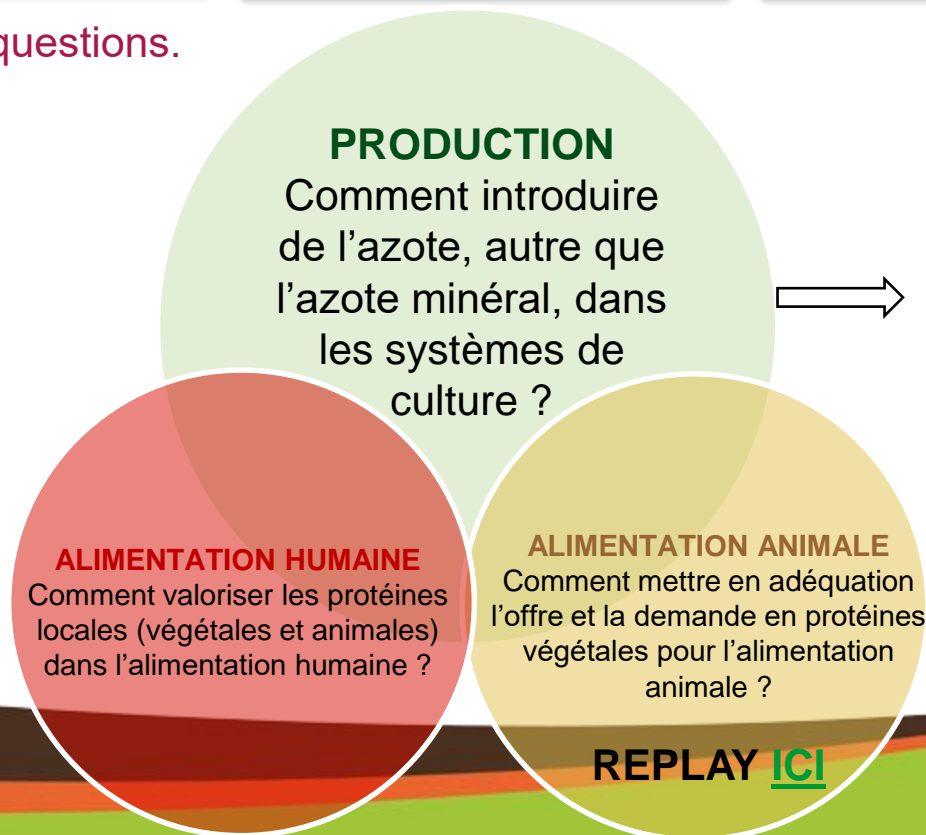 questions.
PRODUCTION
Comment introduire
de l’azote, autre que
l’azote minéral, dans
les systèmes de
culture ?
ALIMENTATION HUMAINE
Comment valoriser les protéines
locales (végétales et animales)
dans l’alimentation humaine ?
ALIMENTATION ANIMALE
Comment mettre en adéquation
l’offre et la demande en protéines
végétales pour l’alimentation
animale ?
REPLAY ICI